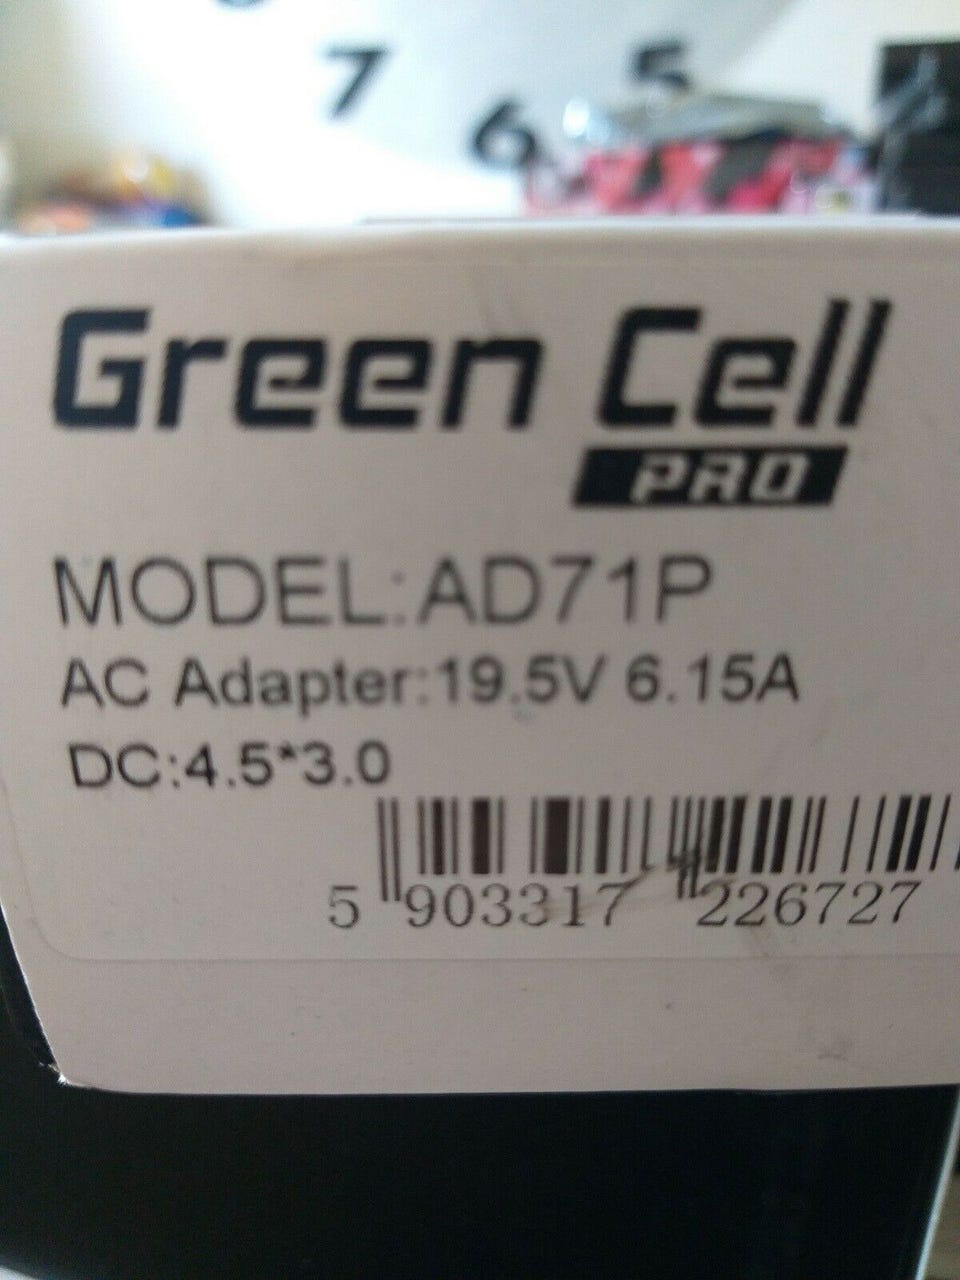 7 6 5
Green Cell
PRO
MODEL:AD71P
AC Adapter:19.5V 6.15A
DC:4.5*3.0
5 903317 226727